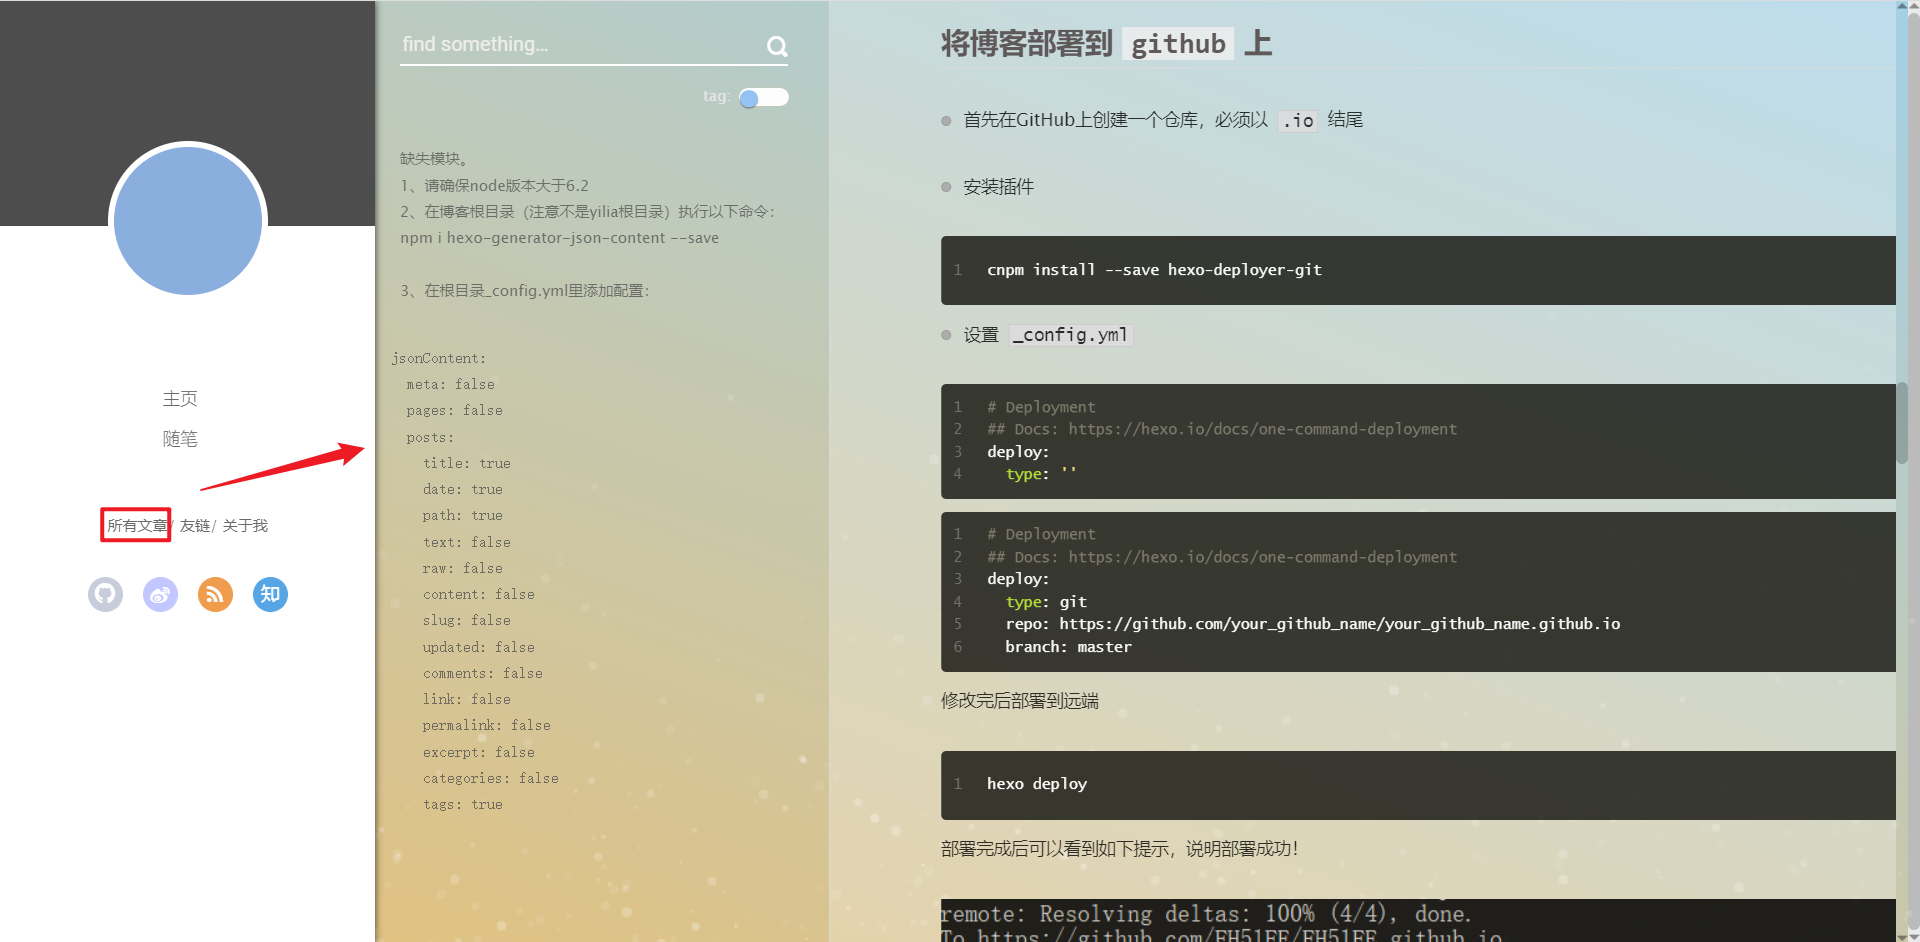 主页
随笔
所有文章/ 友链/ 关于我
知
find something...
tag:
缺失模块。
1、请确保node版本大于6.2
2、在博客根目录（注意不是yilia根目录）执行以下命令：
npm i hexo-generator-json-content --save
3、在根目录_config.yml里添加配置：
jsonContent:
meta: false
pages: false
posts:
title: true
date: true
path: true
text: false
raw: false
content: false
slug: false
updated: false
comments: false
link: false
permalink: false
excerpt: false
categories: false
tags: true
将博客部署到 github 上
首先在GitHub上创建一个仓库，必须以 .io 结尾
安装插件
1 cnpm install --save hexo-deployer-git
设置 _config.yml
1 # Deployment
2 ## Docs: https://hexo.io/docs/one-command-deployment
3 deploy:
4 type: ''
1 # Deployment
2 ## Docs: https://hexo.io/docs/one-command-deployment
3 deploy:
4 type: git
5 repo: https://github.com/your_github_name/your_github_name.github.io
6 branch: master
修改完后部署到远端
1 hexo deploy
部署完成后可以看到如下提示，说明部署成功！
remote: Resolving deltas: 100% (4/4), done.
To https://github.com/